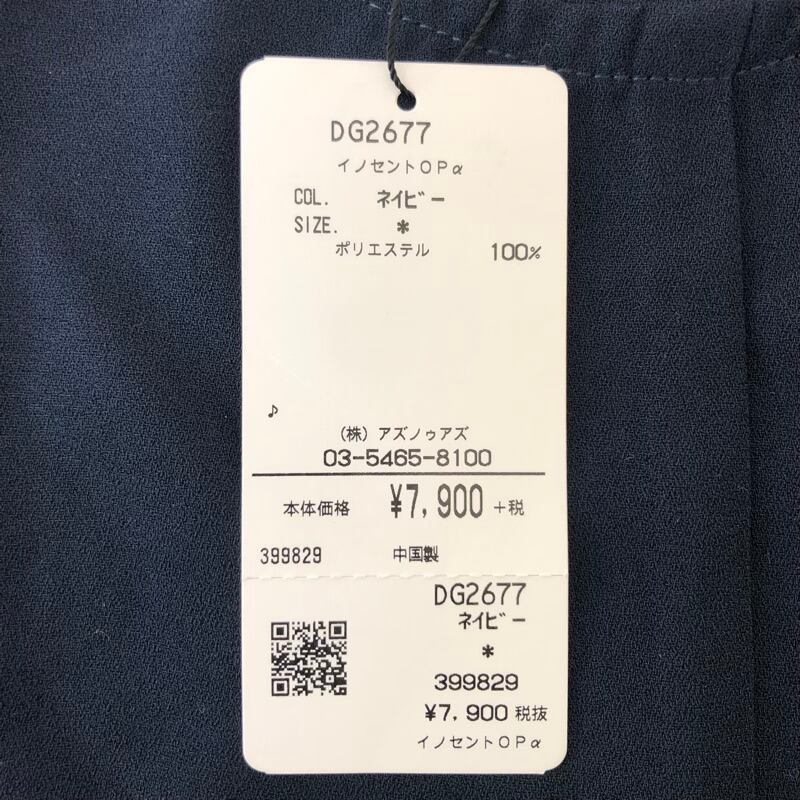 DG2677
イノセントOPα
COL. ネイビー
SIZE. *
ポリエステル 100%
♪
(株)アズノゥアズ
03-5465-8100
本体価格 ¥7,900 +税
399829 中国製
DG2677
ネイビー
*
399829
¥7,900 税抜
イノセントOPα